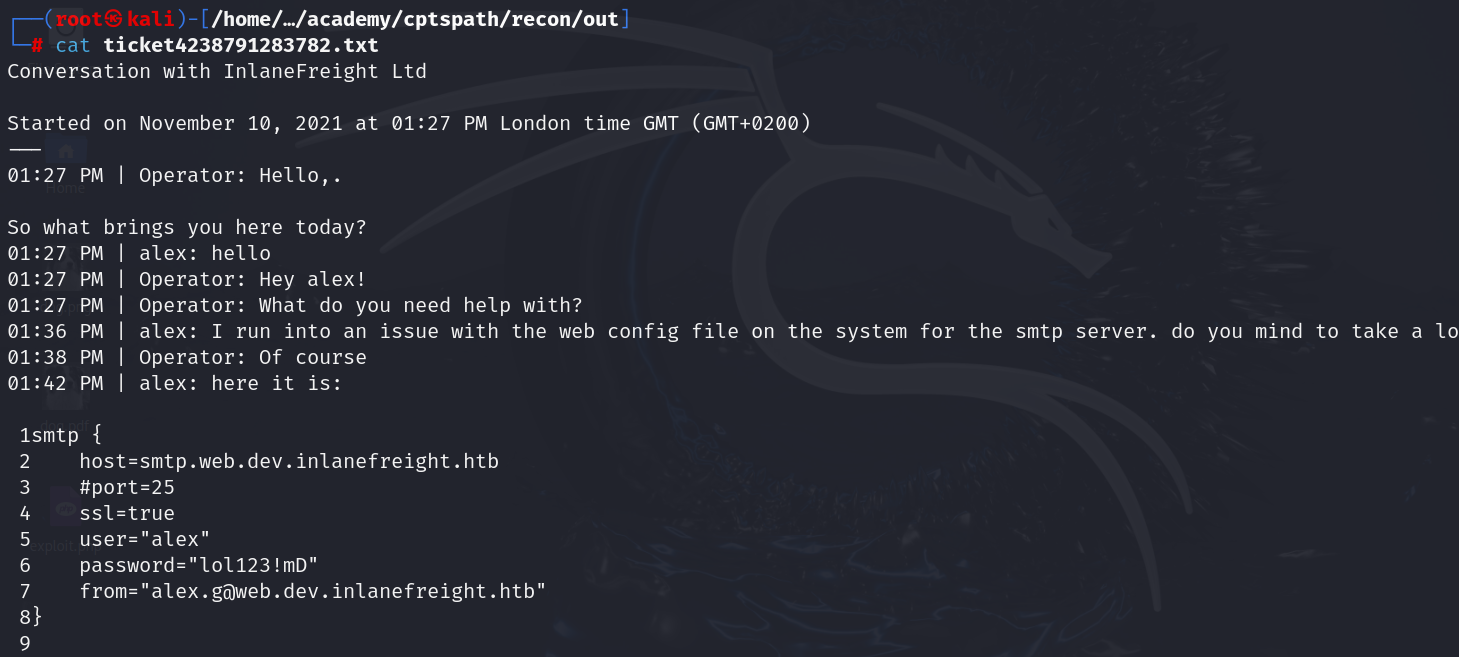 ┌──(root㉿kali)-[/home/…/academy/cptspath/recon/out]
└─# cat ticket4238791283782.txt
Conversation with InlaneFreight Ltd
Started on November 10, 2021 at 01:27 PM London time GMT (GMT+0200)
———
01:27 PM | Operator: Hello,.
So what brings you here today?
01:27 PM | alex: hello
01:27 PM | Operator: Hey alex!
01:27 PM | Operator: What do you need help with?
01:36 PM | alex: I run into an issue with the web config file on the system for the smtp server. do you mind to take a lo
01:38 PM | Operator: Of course
01:42 PM | alex: here it is:
1smtp {
2    host=smtp.web.dev.inlanefreight.htb
3    #port=25
4    ssl=true
5    user="alex"
6    password="lol123!mD"
7    from="alex.g@web.dev.inlanefreight.htb"
8}
9
Home
exploit.php